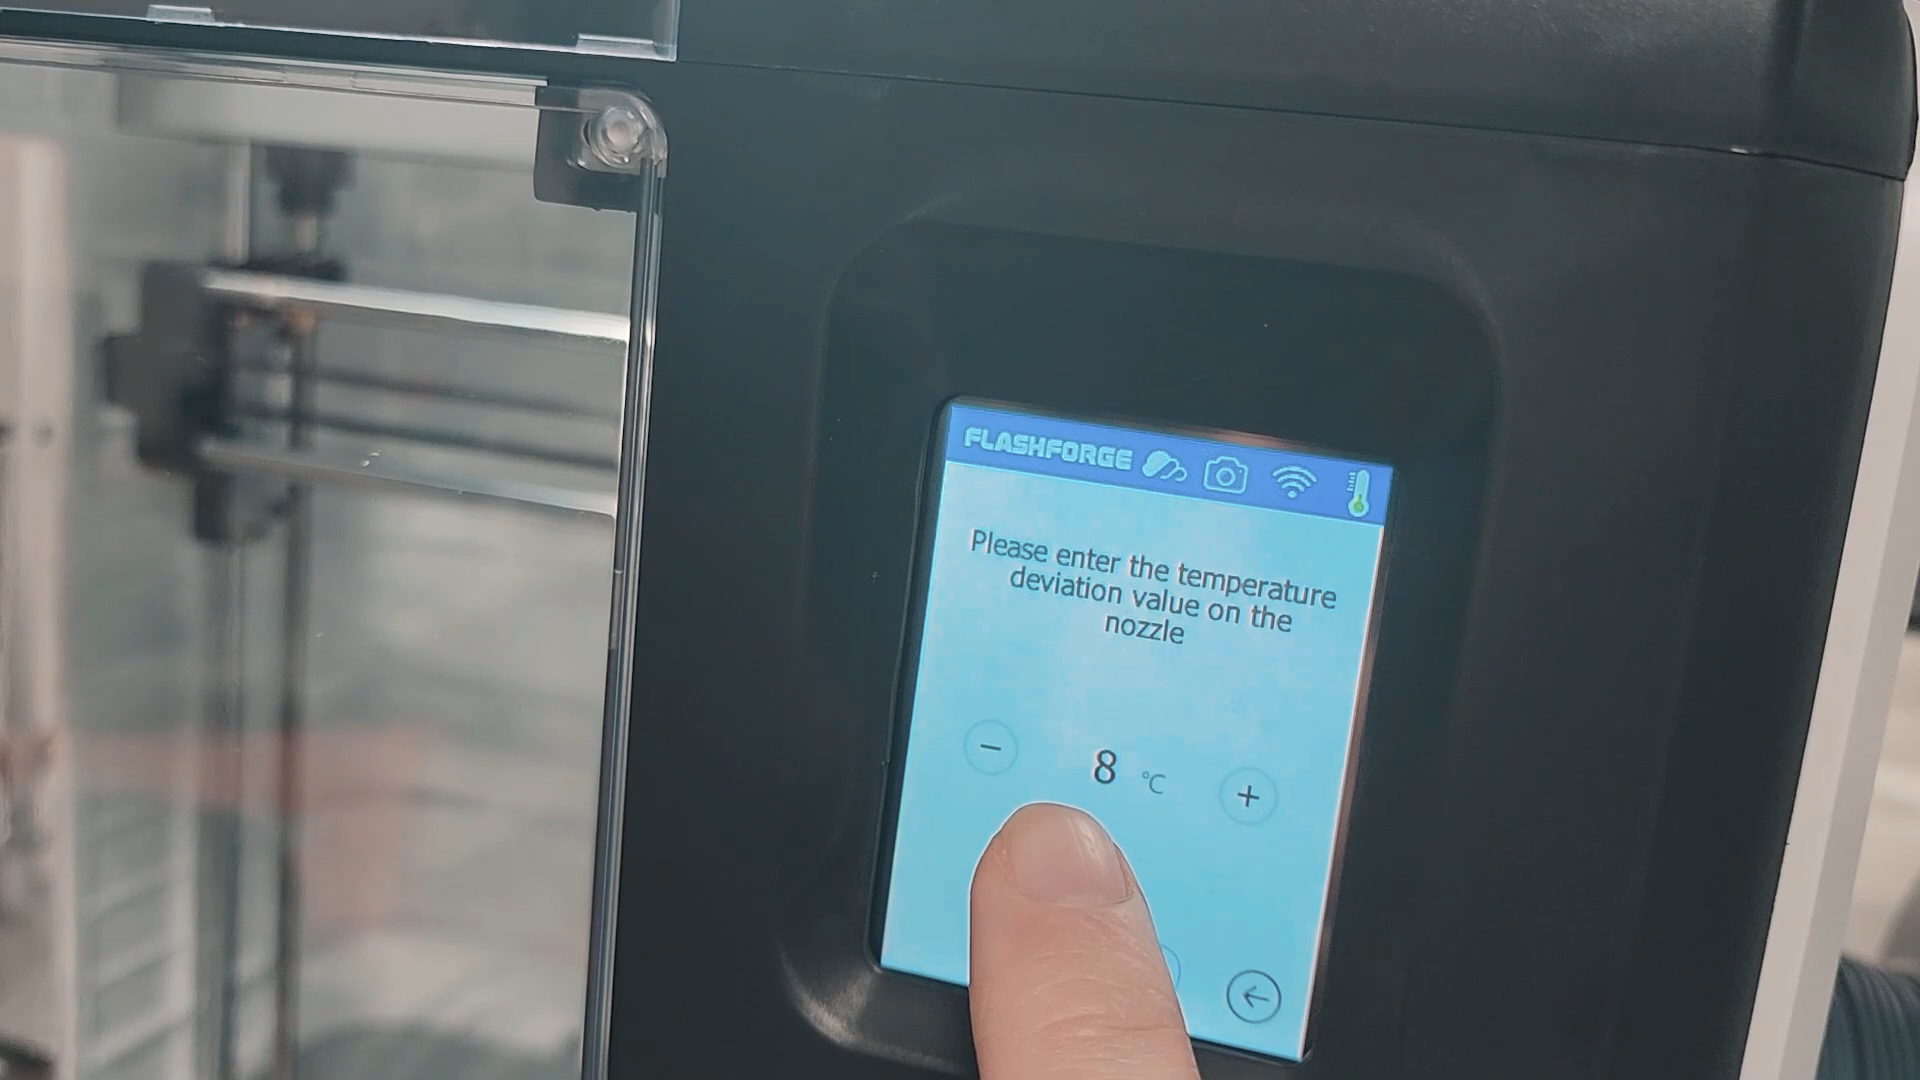 FLASHFORGE
Please enter the temperature
deviation value on the
nozzle
− 8 °C +